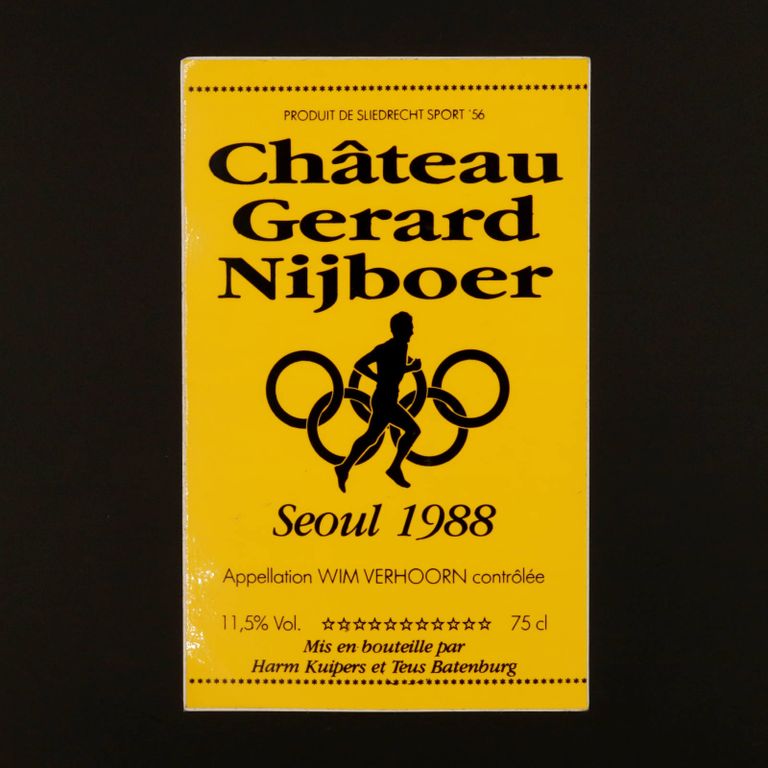 PRODUIT DE SLIEDRECHT SPORT '56
Château
Gerard
Nijboer
Seoul 1988
Appellation WIM VERHOORN contrôlée
11,5% Vol. ☆☆☆☆☆☆☆☆☆☆☆ 75 cl
Mis en bouteille par
Harm Kuipers et Teus Batenburg